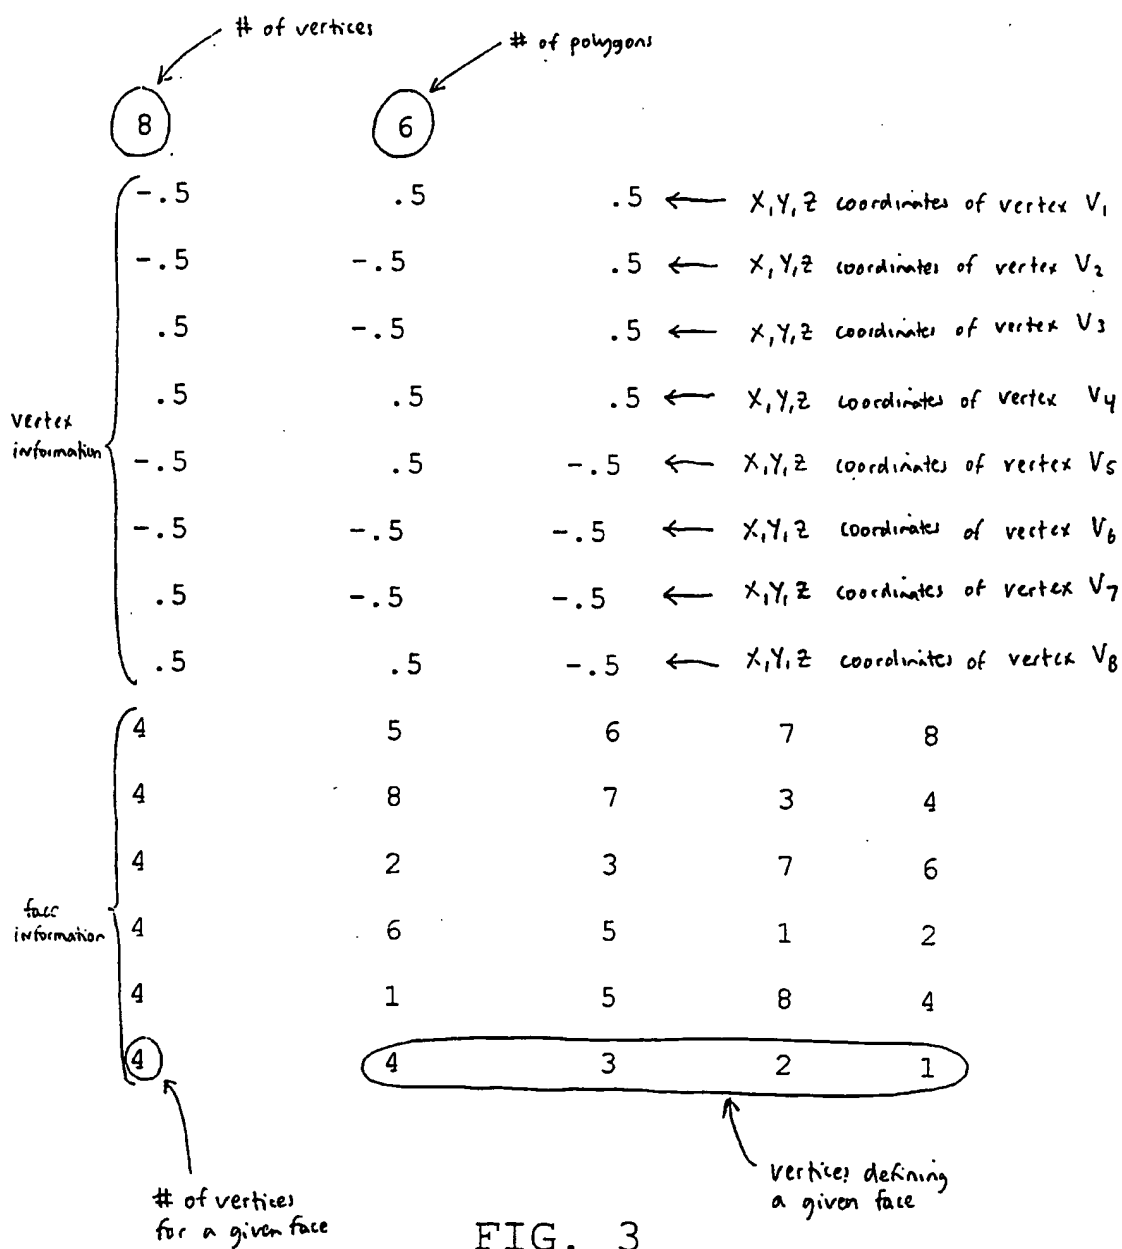 # of vertices
# of polygons
8 6
-.5 .5 .5 ← X,Y,Z coordinates of vertex V1
-.5 -.5 .5 ← X,Y,Z coordinates of vertex V2
.5 -.5 .5 ← X,Y,Z coordinates of vertex V3
.5 .5 .5 ← X,Y,Z coordinates of vertex V4
vertex
information
-.5 .5 -.5 ← X,Y,Z coordinates of vertex V5
-.5 -.5 -.5 ← X,Y,Z coordinates of vertex V6
.5 -.5 -.5 ← X,Y,Z coordinates of vertex V7
.5 .5 -.5 ← X,Y,Z coordinates of vertex V8
4 5 6 7 8
4 8 7 3 4
4 2 3 7 6
face
information
4 6 5 1 2
4 1 5 8 4
4 4 3 2 1
# of vertices
for a given face
vertices defining
a given face
FIG. 3